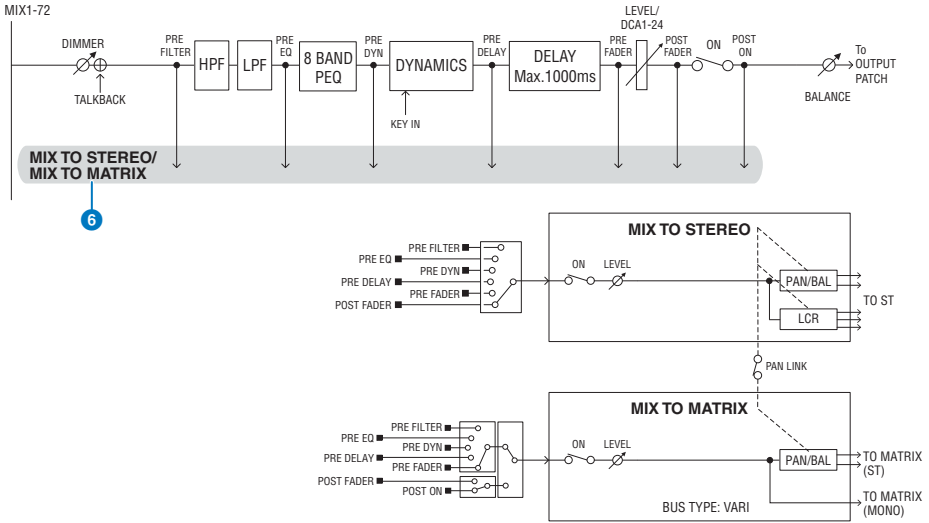 MIX1-72
DIMMER
TALKBACK
PRE
FILTER
HPF
LPF
PRE
EQ
8 BAND
PEQ
PRE
DYN
DYNAMICS
KEY IN
PRE
DELAY
DELAY
Max.1000ms
PRE
FADER
LEVEL/
DCA1-24
POST
FADER
ON
POST
ON
BALANCE
To
OUTPUT
PATCH
MIX TO STEREO/
MIX TO MATRIX
6
MIX TO STEREO
PRE FILTER
PRE EQ
PRE DYN
PRE DELAY
PRE FADER
POST FADER
ON
LEVEL
PAN/BAL
LCR
TO ST
PAN LINK
MIX TO MATRIX
PRE FILTER
PRE EQ
PRE DYN
PRE DELAY
PRE FADER
POST FADER
POST ON
ON
LEVEL
PAN/BAL
BUS TYPE: VARI
TO MATRIX
(ST)
TO MATRIX
(MONO)